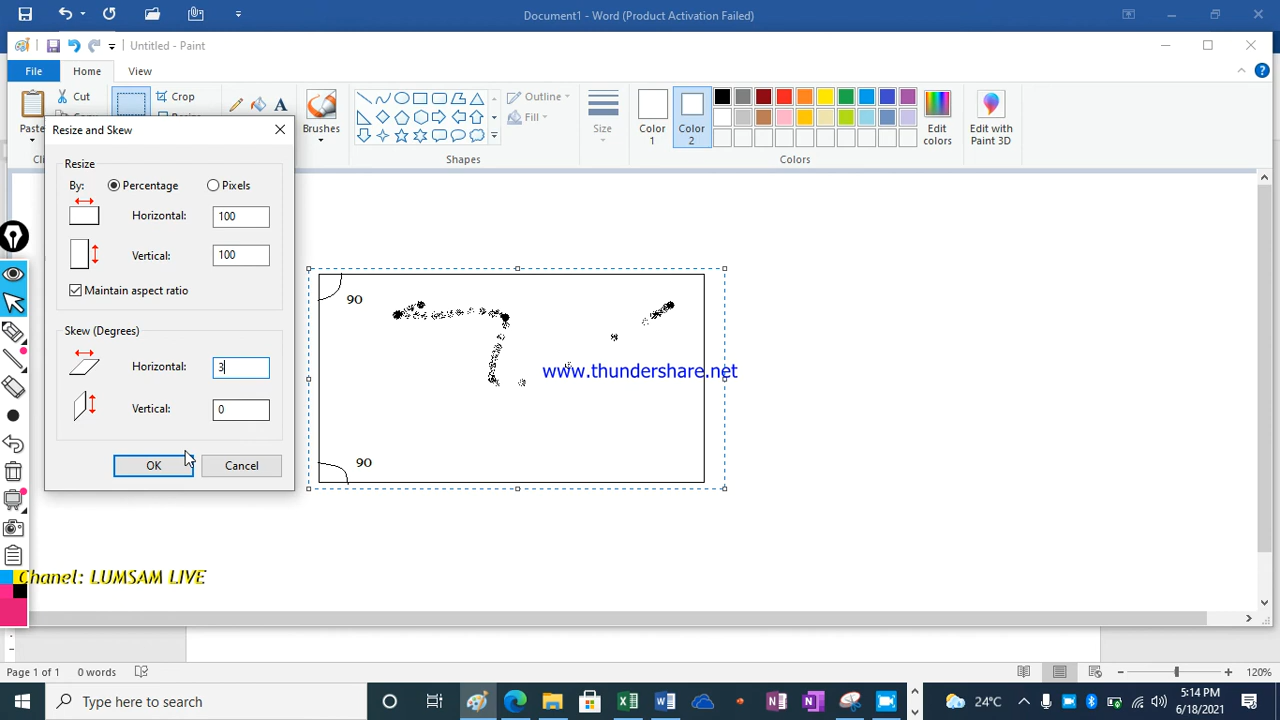 Document1 - Word (Product Activation Failed)
Untitled - Paint
File Home View
Cut
Crop
Paste
Brushes
Outline
Fill
Shapes
Size
Color 1
Color 2
Colors
Edit colors
Edit with Paint 3D
Resize and Skew
Resize
By: Percentage Pixels
Horizontal: 100
Vertical: 100
Maintain aspect ratio
Skew (Degrees)
Horizontal: 3
Vertical: 0
OK Cancel
90
www.thundershare.net
90
Chanel: LUMSAM LIVE
Page 1 of 1 0 words
120%
Type here to search
24°C
5:14 PM
6/18/2021